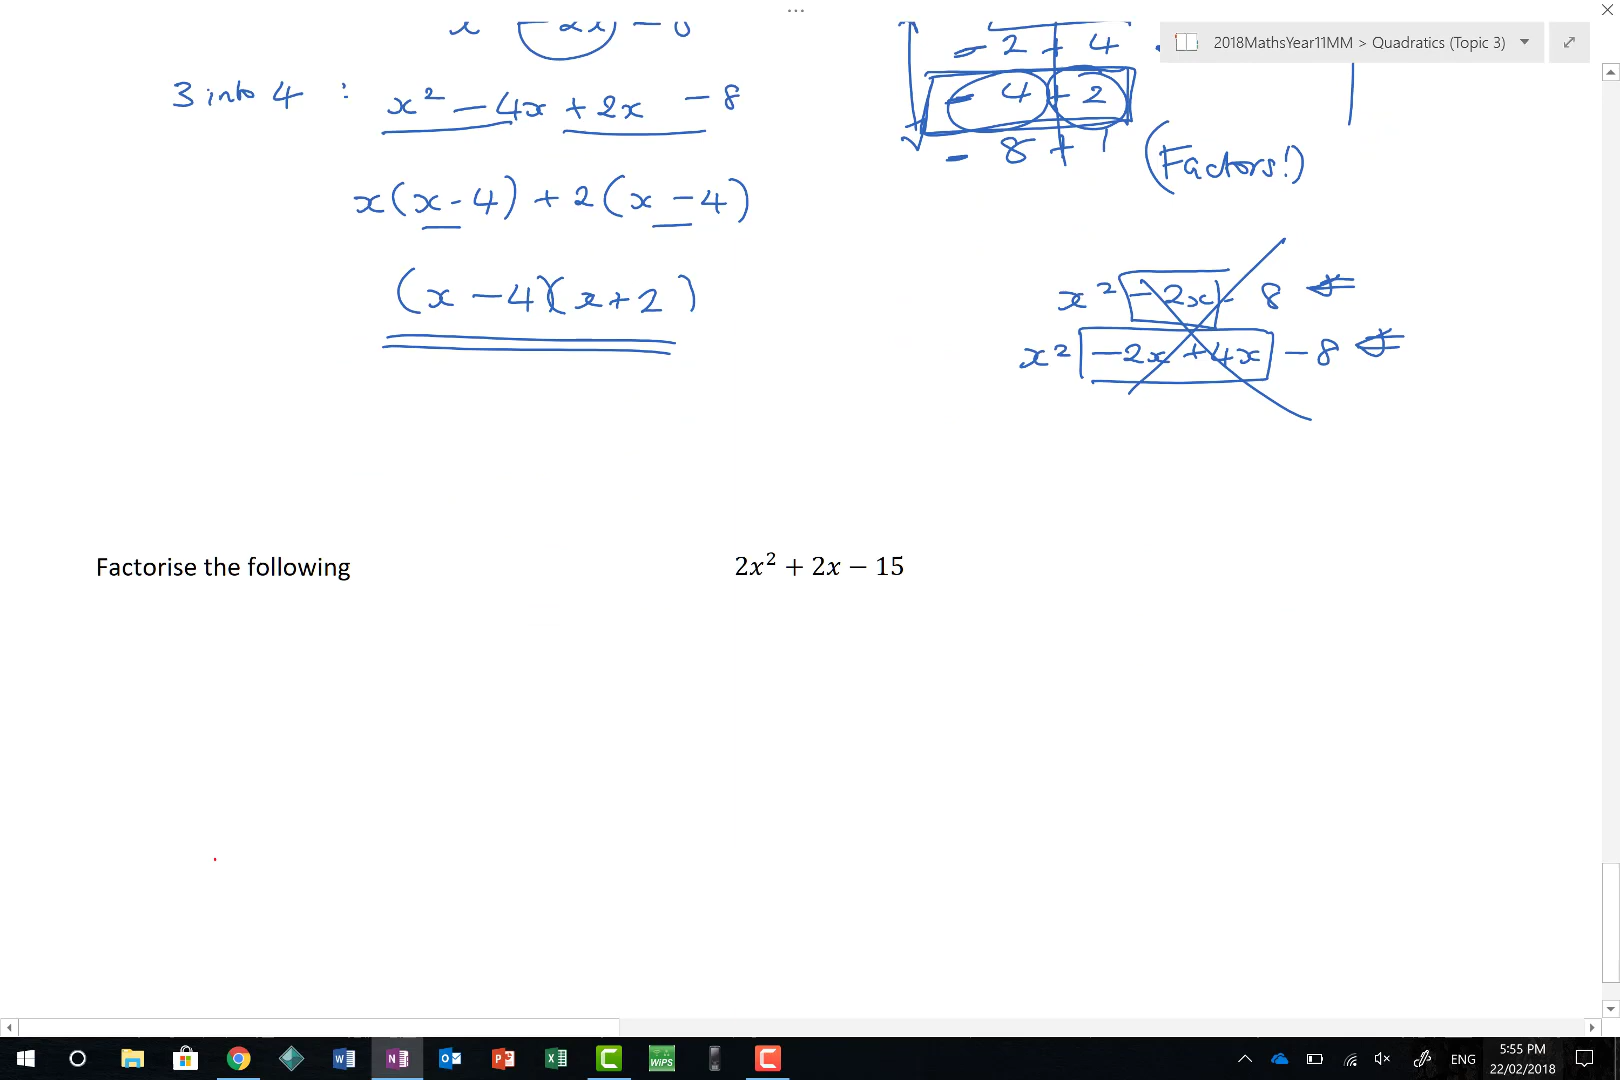 2018MathsYear11MM > Quadratics (Topic 3)
- 2 + 4
3 into 4 : x² - 4x + 2x - 8
- 4 + 2
- 8 + 1
(Factors!)
x(x - 4) + 2(x - 4)
(x - 4)(x + 2)
x² - 2x - 8
x² - 2x + 4x - 8
Factorise the following 2x² + 2x − 15
WiPS
ENG
5:55 PM
22/02/2018